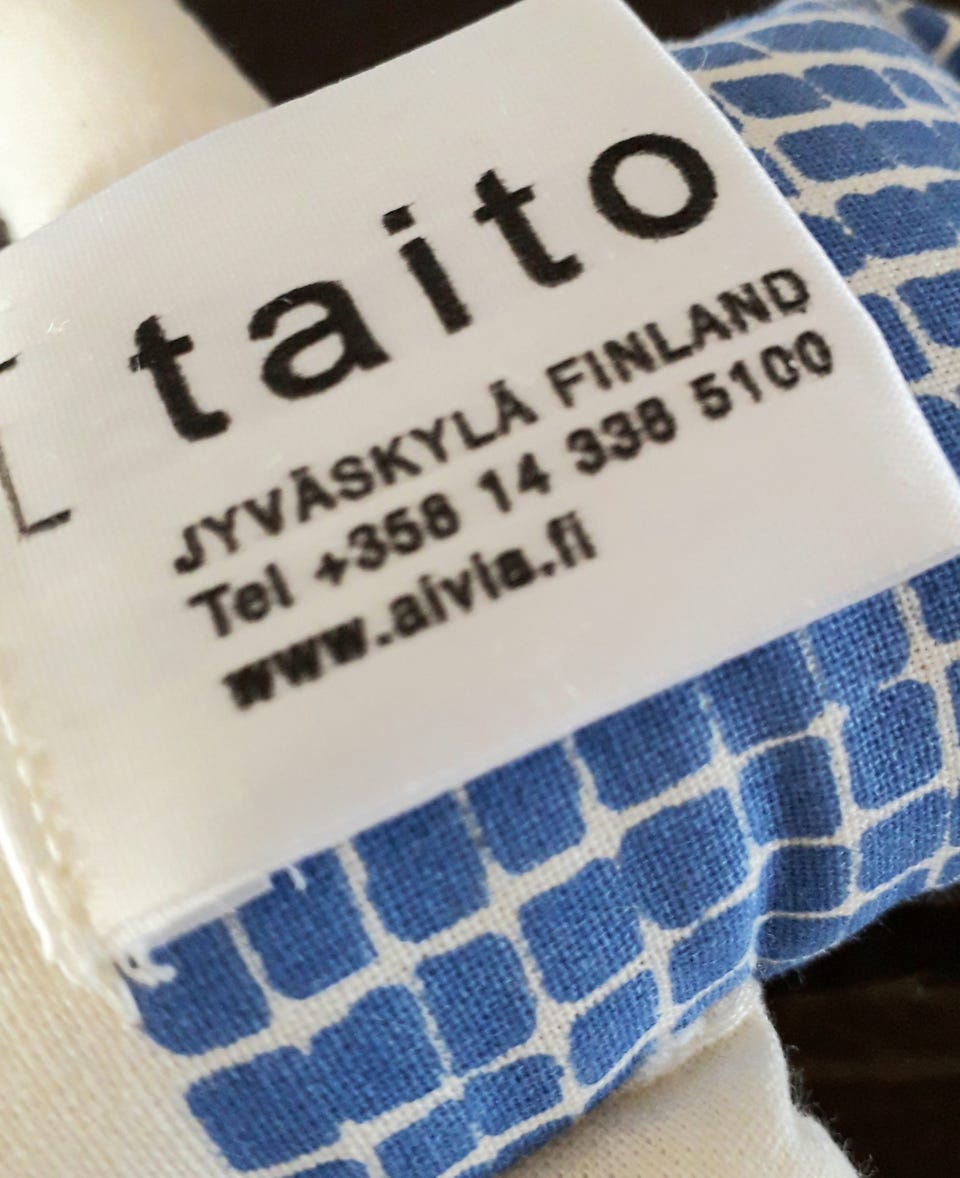 taito
JYVÄSKYLÄ FINLAND
Tel +358 14 338 5100
www.aivia.fi